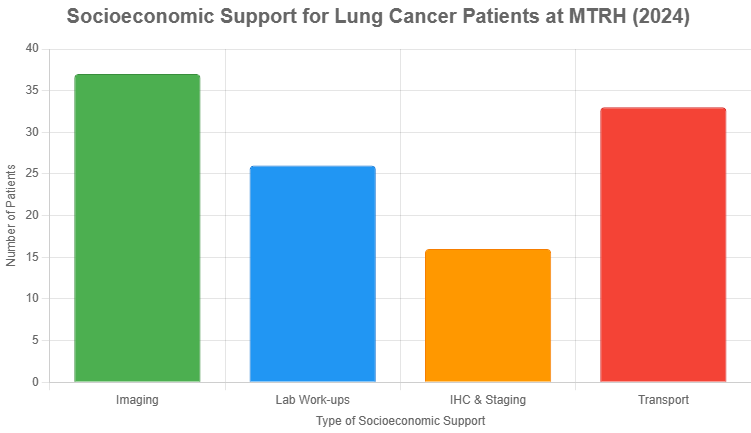 Socioeconomic Support for Lung Cancer Patients at MTRH (2024)
Number of Patients
40
35
30
25
20
15
10
5
0
Imaging
Lab Work-ups
IHC & Staging
Transport
Type of Socioeconomic Support